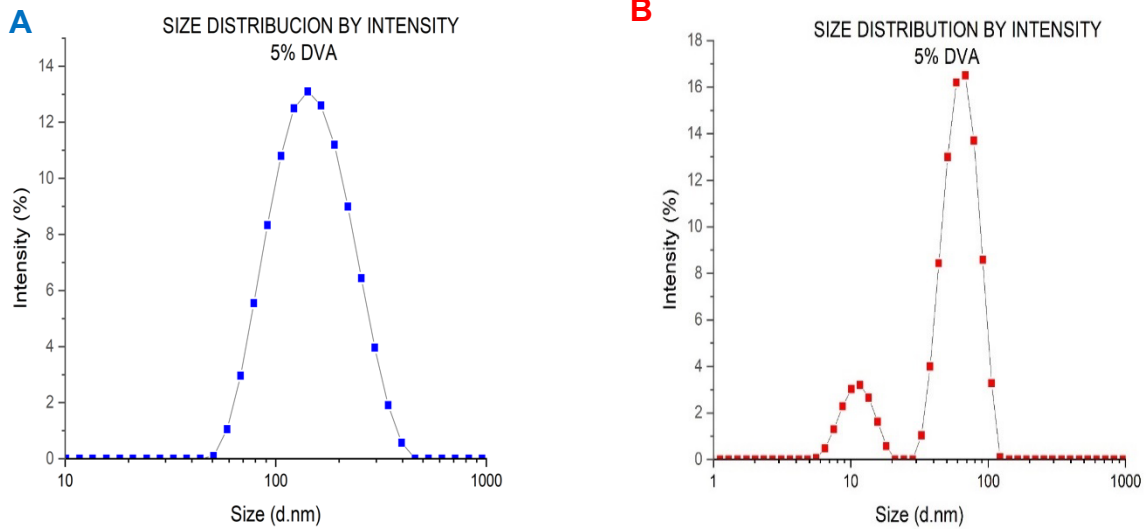 A
SIZE DISTRIBUCION BY INTENSITY
5% DVA
14
12
10
8
6
4
2
0
Intensity (%)
10
100
1000
Size (d.nm)
B
SIZE DISTRIBUTION BY INTENSITY
5% DVA
18
16
14
12
10
8
6
4
2
0
Intensity (%)
1
10
100
1000
Size (d.nm)